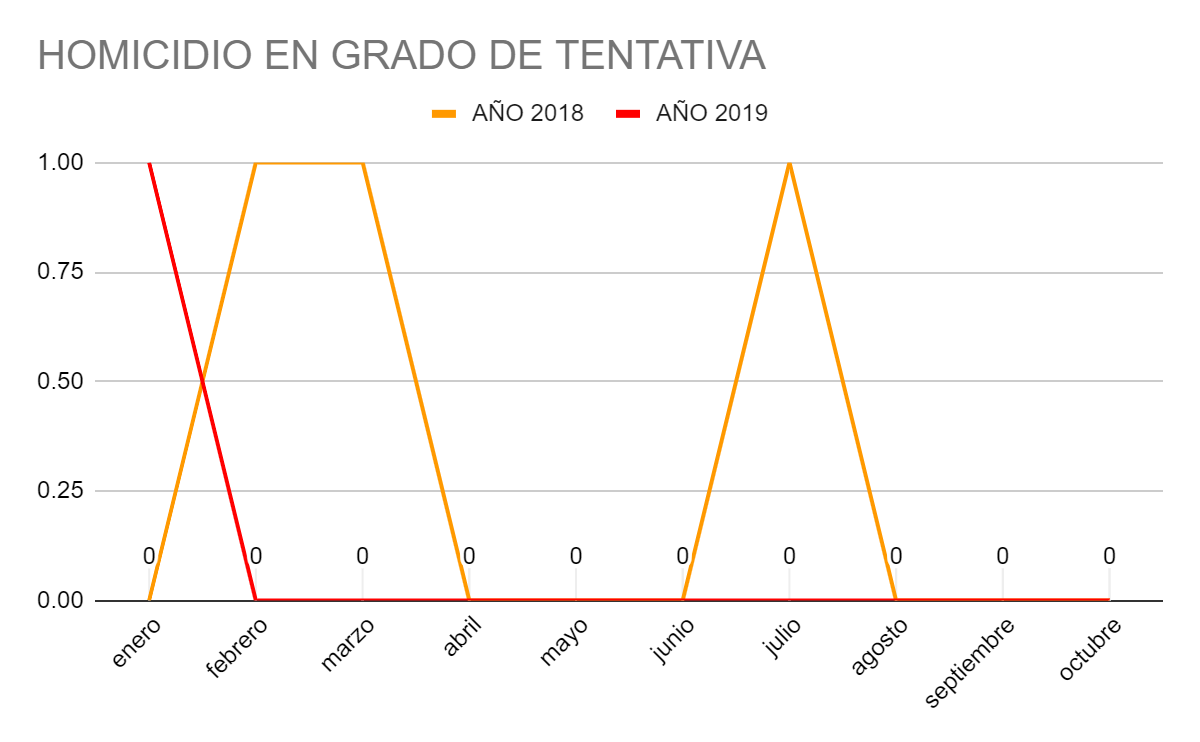 HOMICIDIO EN GRADO DE TENTATIVA
AÑO 2018 AÑO 2019
1.00
0.75
0.50
0.25
0 0 0 0 0 0 0 0 0 0
0.00
enero febrero marzo abril mayo junio julio agosto septiembre octubre